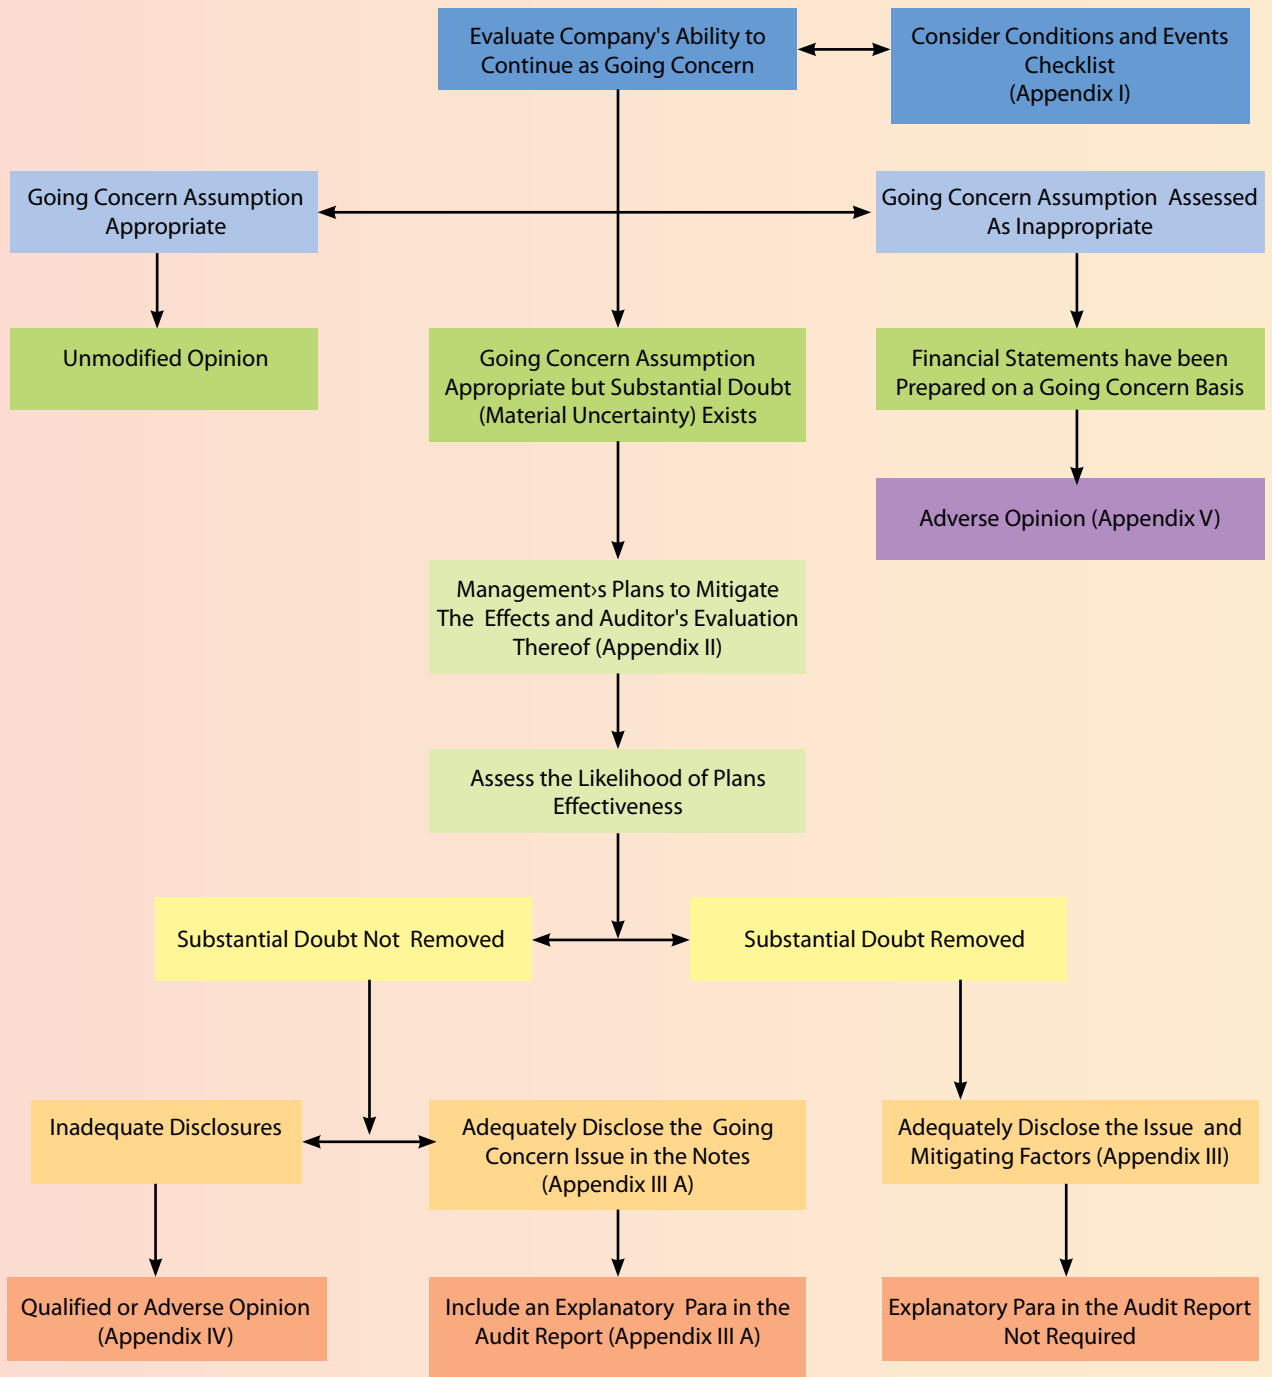 Evaluate Company's Ability to
Continue as Going Concern
Consider Conditions and Events
Checklist
(Appendix I)
Going Concern Assumption
Appropriate
Going Concern Assumption Assessed
As Inappropriate
Unmodified Opinion
Going Concern Assumption
Appropriate but Substantial Doubt
(Material Uncertainty) Exists
Financial Statements have been
Prepared on a Going Concern Basis
Adverse Opinion (Appendix V)
Management›s Plans to Mitigate
The Effects and Auditor's Evaluation
Thereof (Appendix II)
Assess the Likelihood of Plans
Effectiveness
Substantial Doubt Not Removed
Substantial Doubt Removed
Inadequate Disclosures
Adequately Disclose the Going
Concern Issue in the Notes
(Appendix III A)
Adequately Disclose the Issue and
Mitigating Factors (Appendix III)
Qualified or Adverse Opinion
(Appendix IV)
Include an Explanatory Para in the
Audit Report (Appendix III A)
Explanatory Para in the Audit Report
Not Required